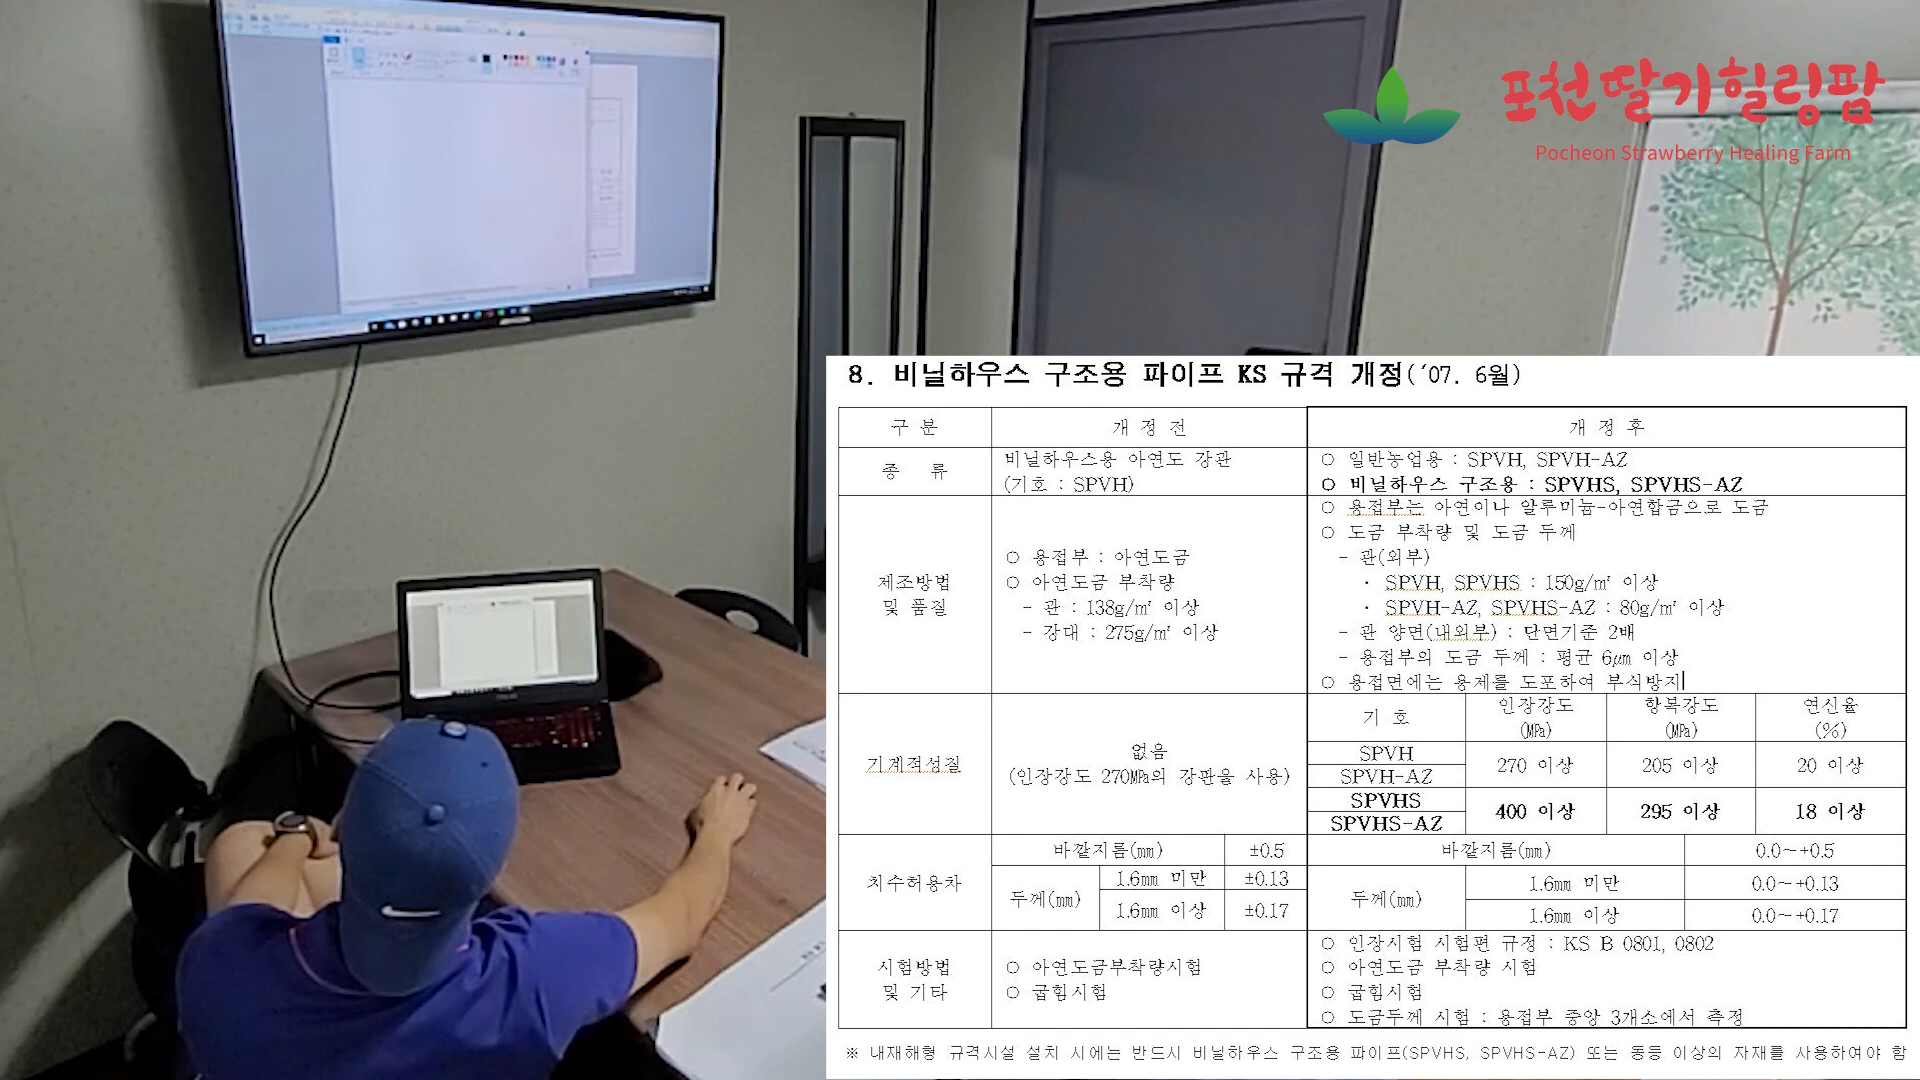 포천딸기힐링팜
Pocheon Strawberry Healing Farm
8. 비닐하우스 구조용 파이프 KS 규격 개정(´07. 6월)
구 분 개 정 전 개 정 후
종 류
비닐하우스용 아연도 강관
(기호 : SPVH)
○ 일반농업용 : SPVH, SPVH-AZ
○ 비닐하우스 구조용 : SPVHS, SPVHS-AZ
제조방법
및 품질
○ 용접부 : 아연도금
○ 아연도금 부착량
- 관 : 138g/㎡ 이상
- 강대 : 275g/㎡ 이상
○ 용접부는 아연이나 알루미늄-아연합금으로 도금
○ 도금 부착량 및 도금 두께
- 관(외부)
· SPVH, SPVHS : 150g/㎡ 이상
· SPVH-AZ, SPVHS-AZ : 80g/㎡ 이상
- 관 양면(내외부) : 단면기준 2배
- 용접부의 도금 두께 : 평균 6㎛ 이상
○ 용접면에는 용제를 도포하여 부식방지
기계적성질
없음
(인장강도 270㎫의 강판을 사용)
기 호 인장강도 항복강도 연신율
(㎫) (㎫) (%)
SPVH
SPVH-AZ
270 이상 205 이상 20 이상
SPVHS
SPVHS-AZ
400 이상 295 이상 18 이상
치수허용차
바깥지름(㎜) ±0.5
두께(㎜)
1.6㎜ 미만 ±0.13
1.6㎜ 이상 ±0.17
바깥지름(㎜) 0.0~+0.5
두께(㎜)
1.6㎜ 미만 0.0~+0.13
1.6㎜ 이상 0.0~+0.17
시험방법
및 기타
○ 아연도금부착량시험
○ 굽힘시험
○ 인장시험 시험편 규정 : KS B 0801, 0802
○ 아연도금 부착량 시험
○ 굽힘시험
○ 도금두께 시험 : 용접부 중앙 3개소에서 측정
※ 내재해형 규격시설 설치 시에는 반드시 비닐하우스 구조용 파이프(SPVHS, SPVHS-AZ) 또는 동등 이상의 자재를 사용하여야 함